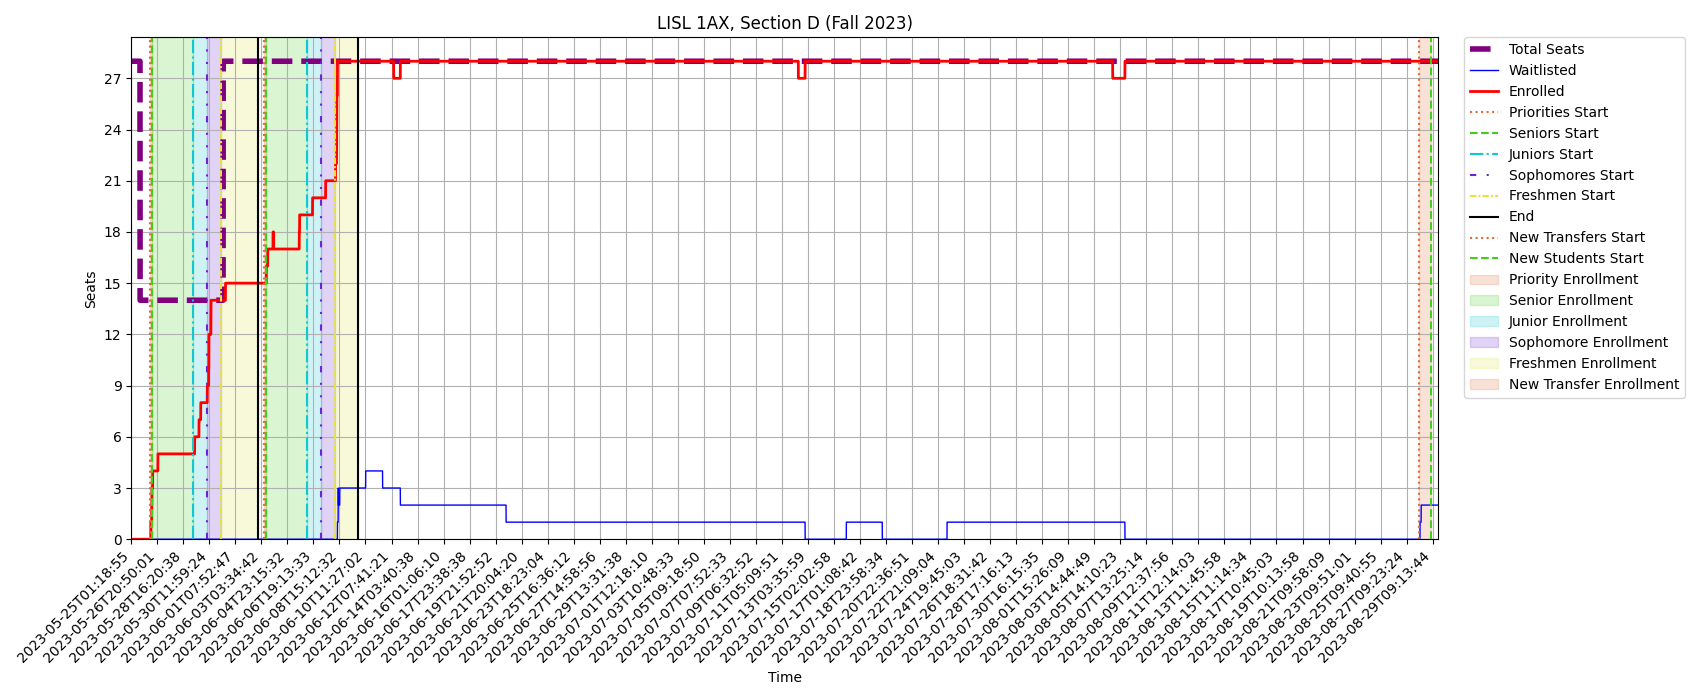 LISL 1AX, Section D (Fall 2023)
Seats
27
24
21
18
15
12
9
6
3
0
2023-05-25T01:18:55
2023-05-26T20:50:01
2023-05-28T16:20:38
2023-05-30T11:59:24
2023-06-01T07:52:47
2023-06-03T03:34:42
2023-06-04T23:15:32
2023-06-06T19:13:33
2023-06-08T15:12:32
2023-06-10T11:27:02
2023-06-12T07:41:21
2023-06-14T03:40:38
2023-06-16T01:06:10
2023-06-17T23:38:38
2023-06-19T21:52:52
2023-06-21T20:04:20
2023-06-23T18:23:04
2023-06-25T16:36:12
2023-06-27T14:58:56
2023-06-29T13:31:38
2023-07-01T12:18:10
2023-07-03T10:48:33
2023-07-05T09:18:50
2023-07-07T07:52:33
2023-07-09T06:32:52
2023-07-11T05:09:51
2023-07-13T03:35:59
2023-07-15T02:02:58
2023-07-17T01:08:42
2023-07-18T23:58:34
2023-07-20T22:36:51
2023-07-22T21:09:04
2023-07-24T19:45:03
2023-07-26T18:31:42
2023-07-28T17:16:13
2023-07-30T16:15:35
2023-08-01T15:26:09
2023-08-03T14:44:49
2023-08-05T14:10:23
2023-08-07T13:25:14
2023-08-09T12:37:56
2023-08-11T12:14:03
2023-08-13T11:45:58
2023-08-15T11:14:34
2023-08-17T10:45:03
2023-08-19T10:13:58
2023-08-21T09:58:09
2023-08-23T09:51:01
2023-08-25T09:40:55
2023-08-27T09:23:24
2023-08-29T09:13:44
Time
Total Seats
Waitlisted
Enrolled
Priorities Start
Seniors Start
Juniors Start
Sophomores Start
Freshmen Start
End
New Transfers Start
New Students Start
Priority Enrollment
Senior Enrollment
Junior Enrollment
Sophomore Enrollment
Freshmen Enrollment
New Transfer Enrollment